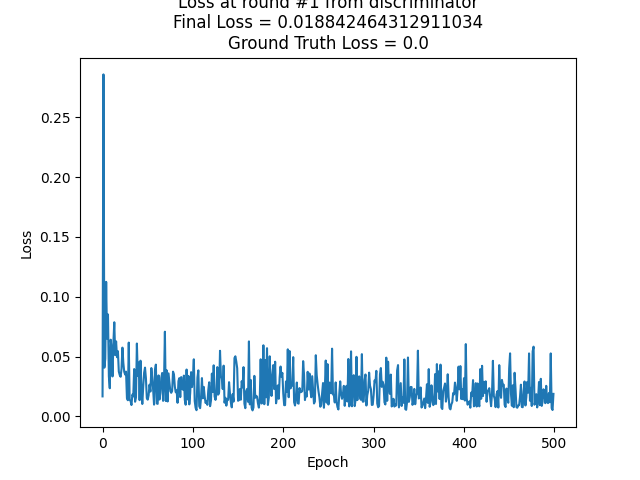 Loss at round #1 from discriminator
Final Loss = 0.018842464312911034
Ground Truth Loss = 0.0
0.25
0.20
0.15
0.10
0.05
0.00
Loss
0
100
200
300
400
500
Epoch